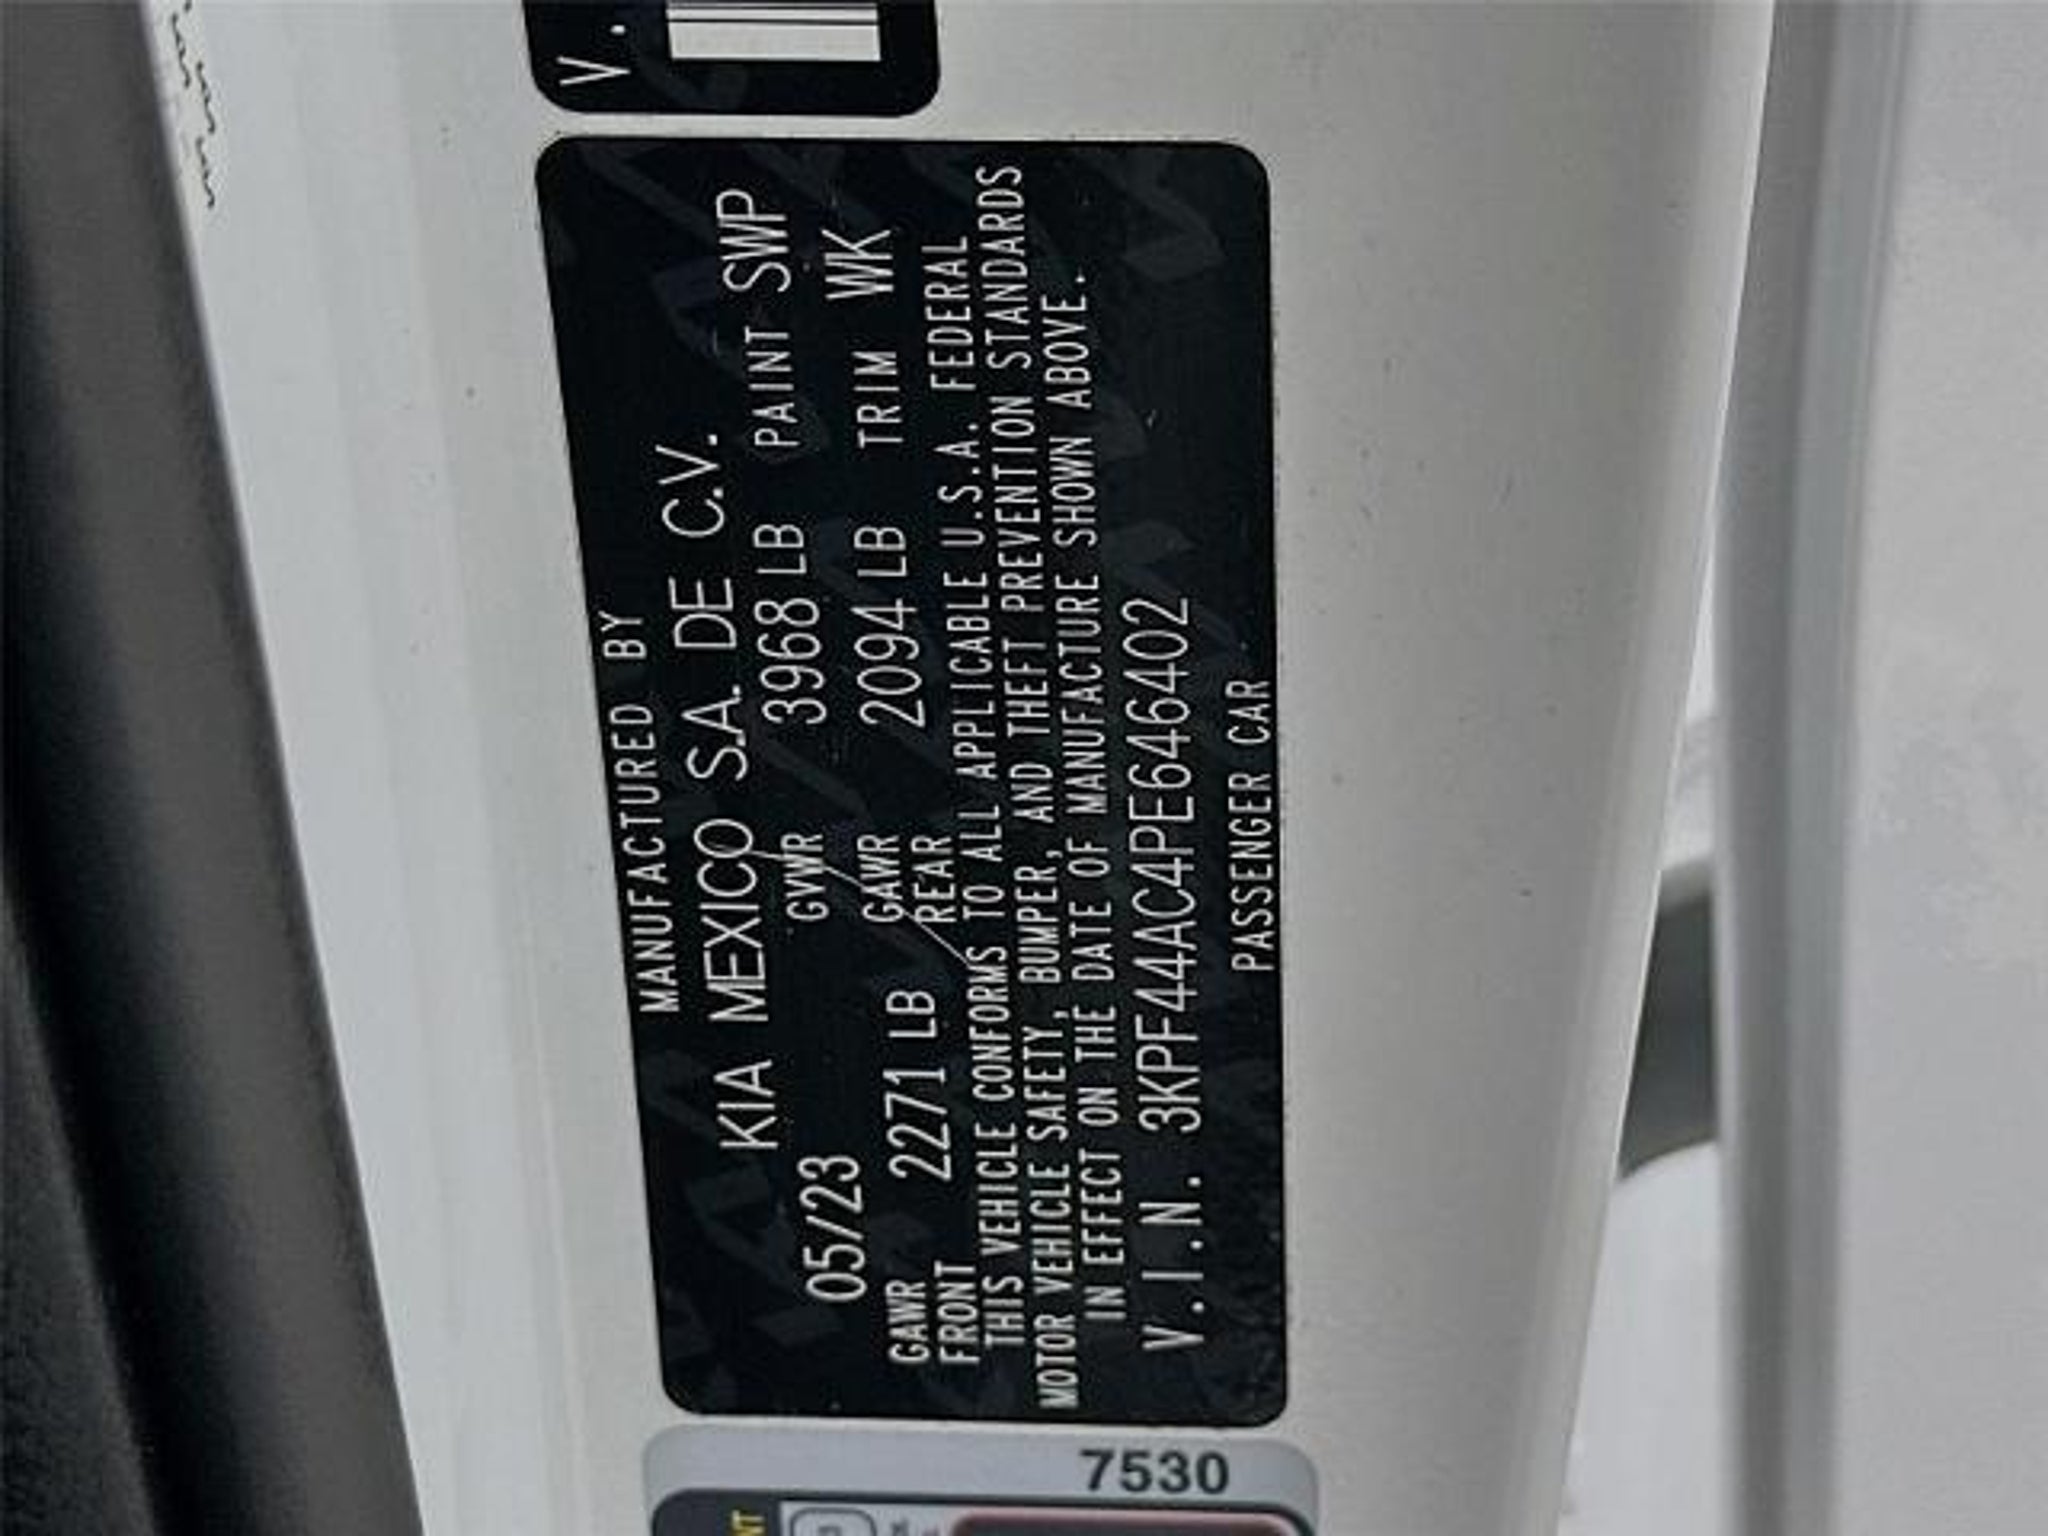 V.
MANUFACTURED BY
KIA MEXICO S.A. DE C.V.
05/23 GVWR 3968 LB PAINT SWP
GAWR FRONT 2271 LB GAWR REAR 2094 LB TRIM WK
THIS VEHICLE CONFORMS TO ALL APPLICABLE U.S.A. FEDERAL
MOTOR VEHICLE SAFETY, BUMPER, AND THEFT PREVENTION STANDARDS
IN EFFECT ON THE DATE OF MANUFACTURE SHOWN ABOVE.
V.I.N. 3KPF44AC4PE646402
PASSENGER CAR
7530